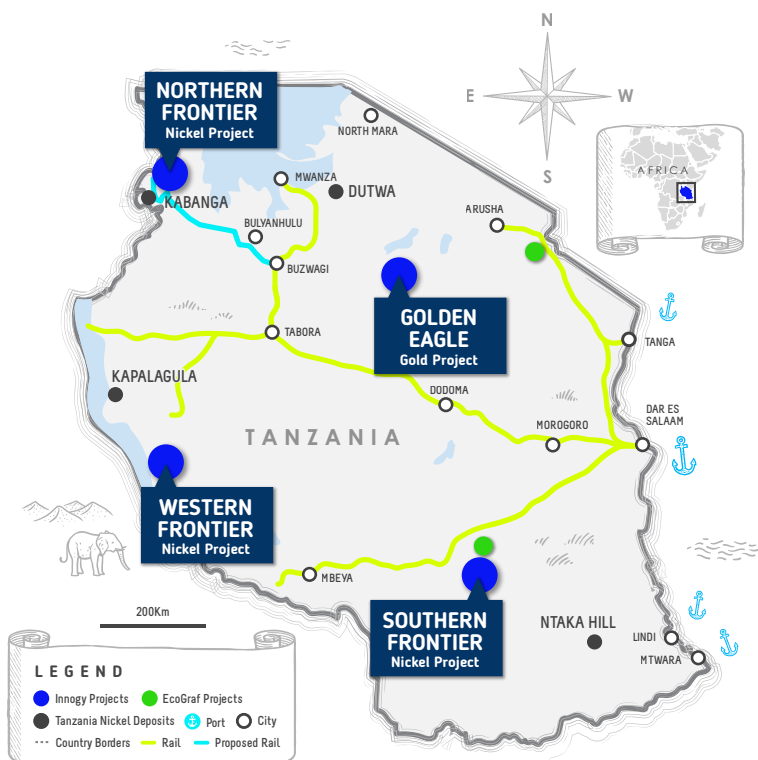 N
E
W
S
NORTHERN
FRONTIER
Nickel Project
NORTH MARA
AFRICA
MWANZA
DUTWA
KABANGA
ARUSHA
BULYANHULU
BUZWAGI
GOLDEN
EAGLE
Gold Project
TABORA
TANGA
KAPALAGULA
DODOMA
DAR ES
SALAAM
MOROGORO
TANZANIA
WESTERN
FRONTIER
Nickel Project
MBEYA
200Km
SOUTHERN
FRONTIER
Nickel Project
NTAKA HILL
LINDI
MTWARA
LEGEND
Innogy Projects
EcoGraf Projects
Tanzania Nickel Deposits
Port
City
Country Borders
Rail
Proposed Rail